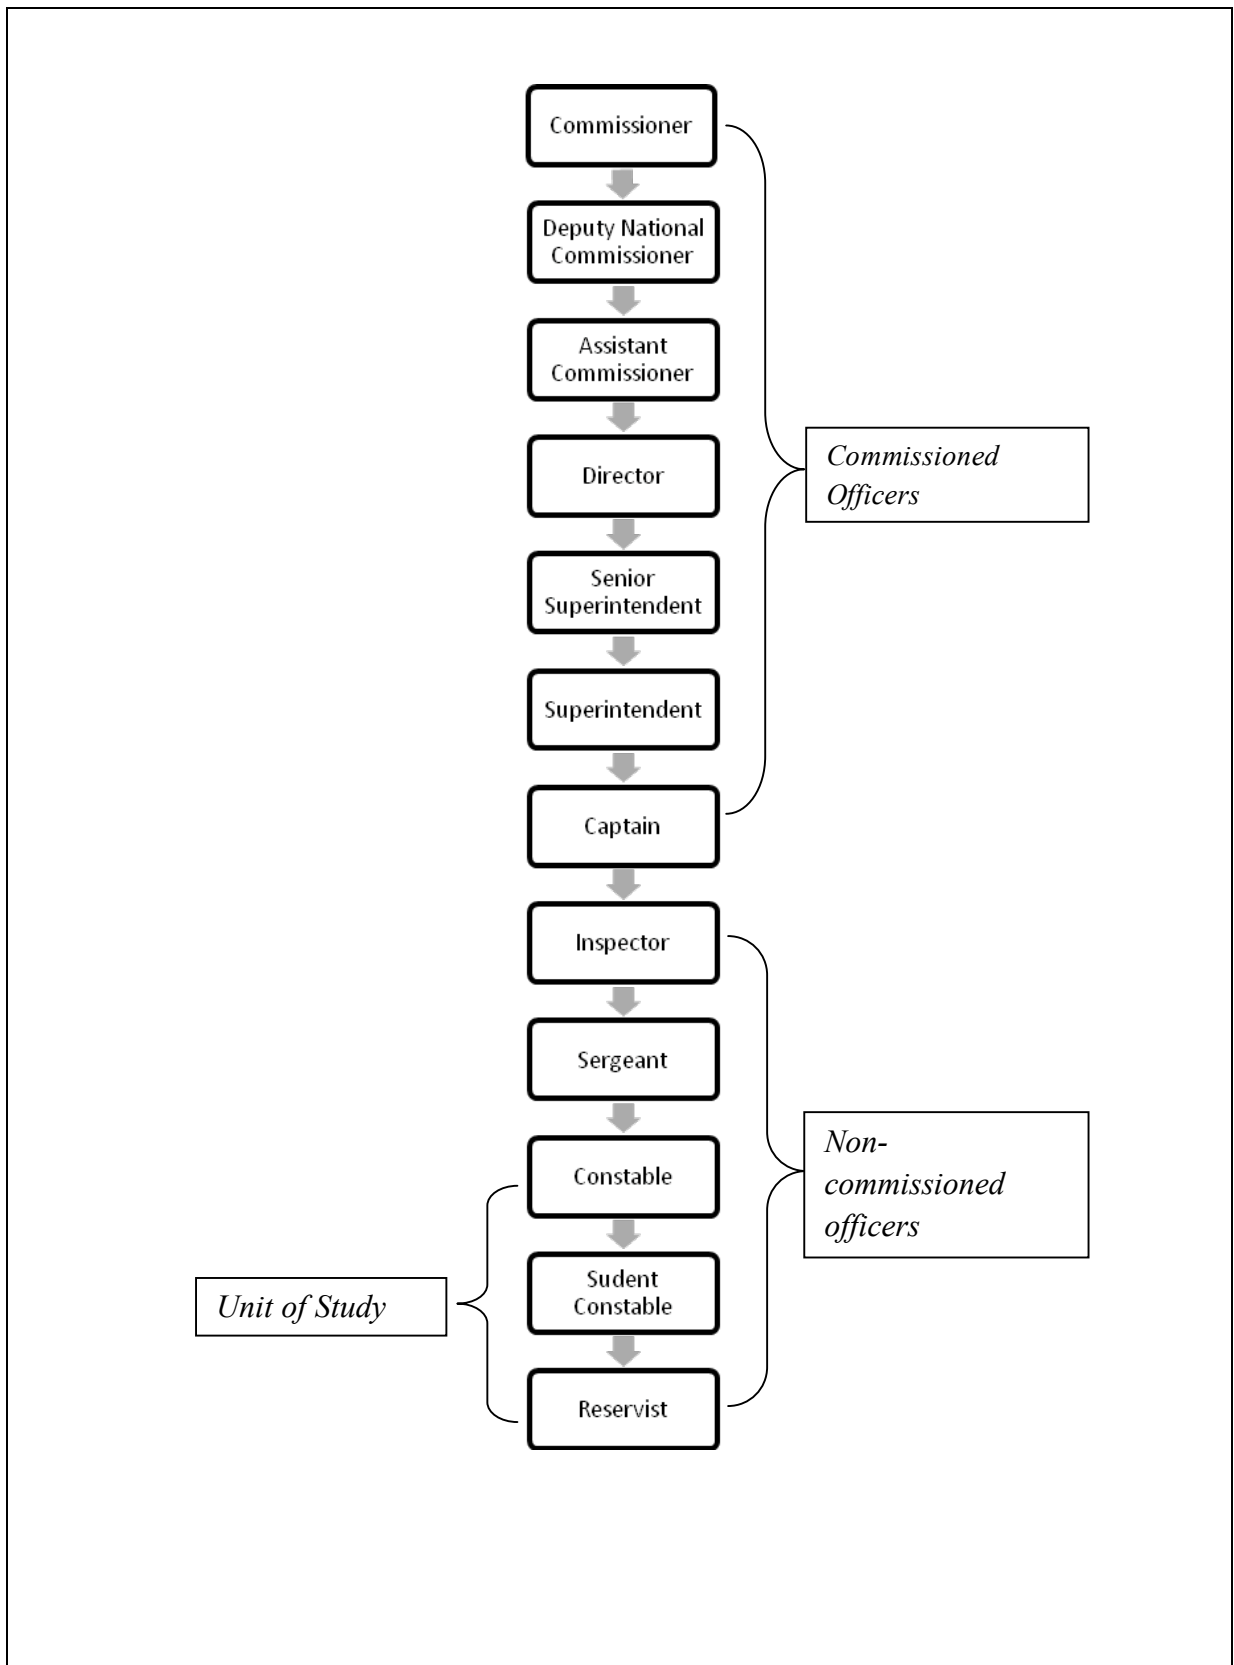 Commissioner
Deputy National
Commissioner
Assistant
Commissioner
Director
Commissioned
Officers
Senior
Superintendent
Superintendent
Captain
Inspector
Sergeant
Constable
Non-
commissioned
officers
Sudent
Constable
Unit of Study
Reservist